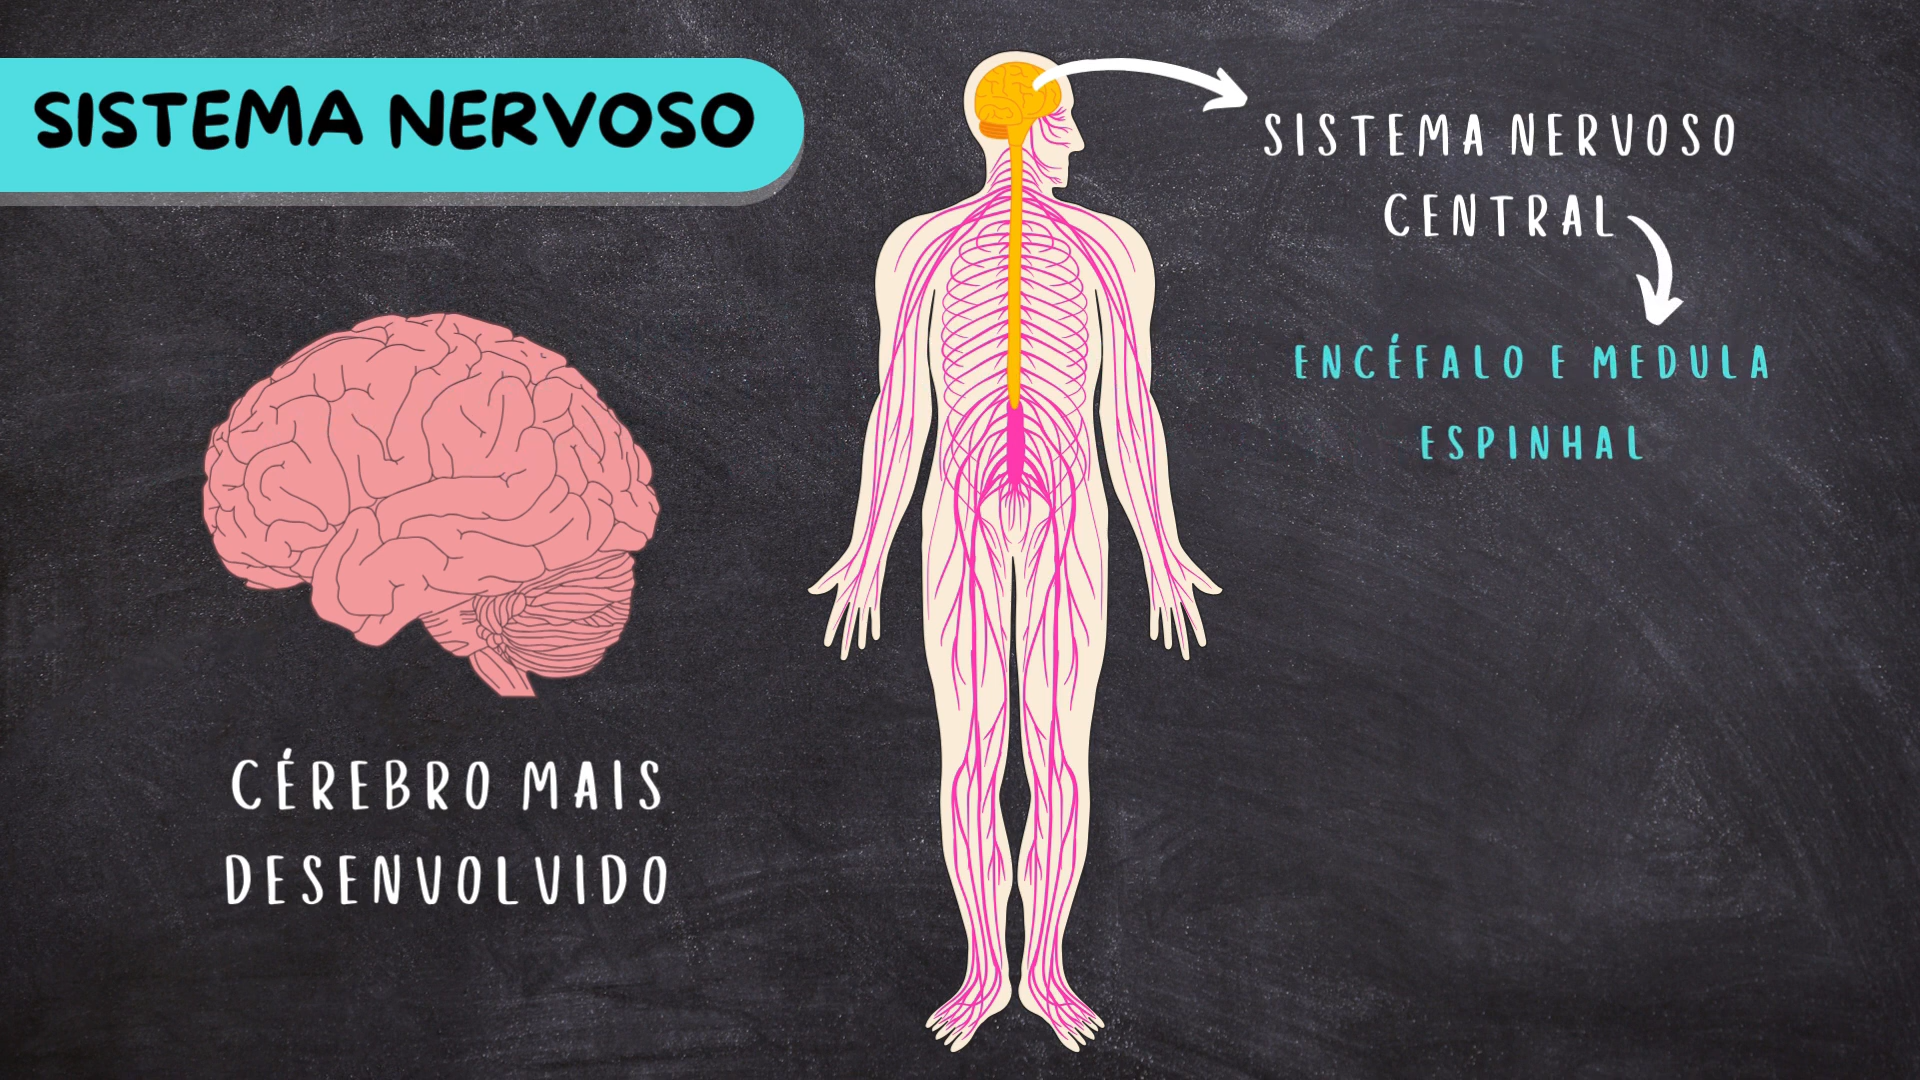 SISTEMA NERVOSO
SISTEMA NERVOSO
CENTRAL
ENCÉFALO E MEDULA
ESPINHAL
CÉREBRO MAIS
DESENVOLVIDO